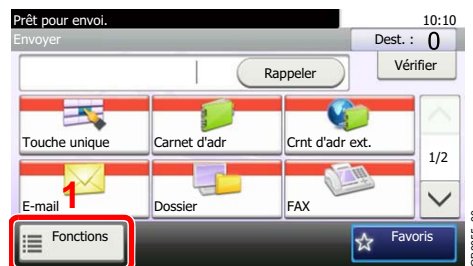 Prêt pour envoi. 10:10
Envoyer Dest. : 0
Rappeler Vérifier
Touche unique Carnet d'adr Crnt d'adr ext.
1/2
E-mail Dossier FAX
1
Fonctions Favoris